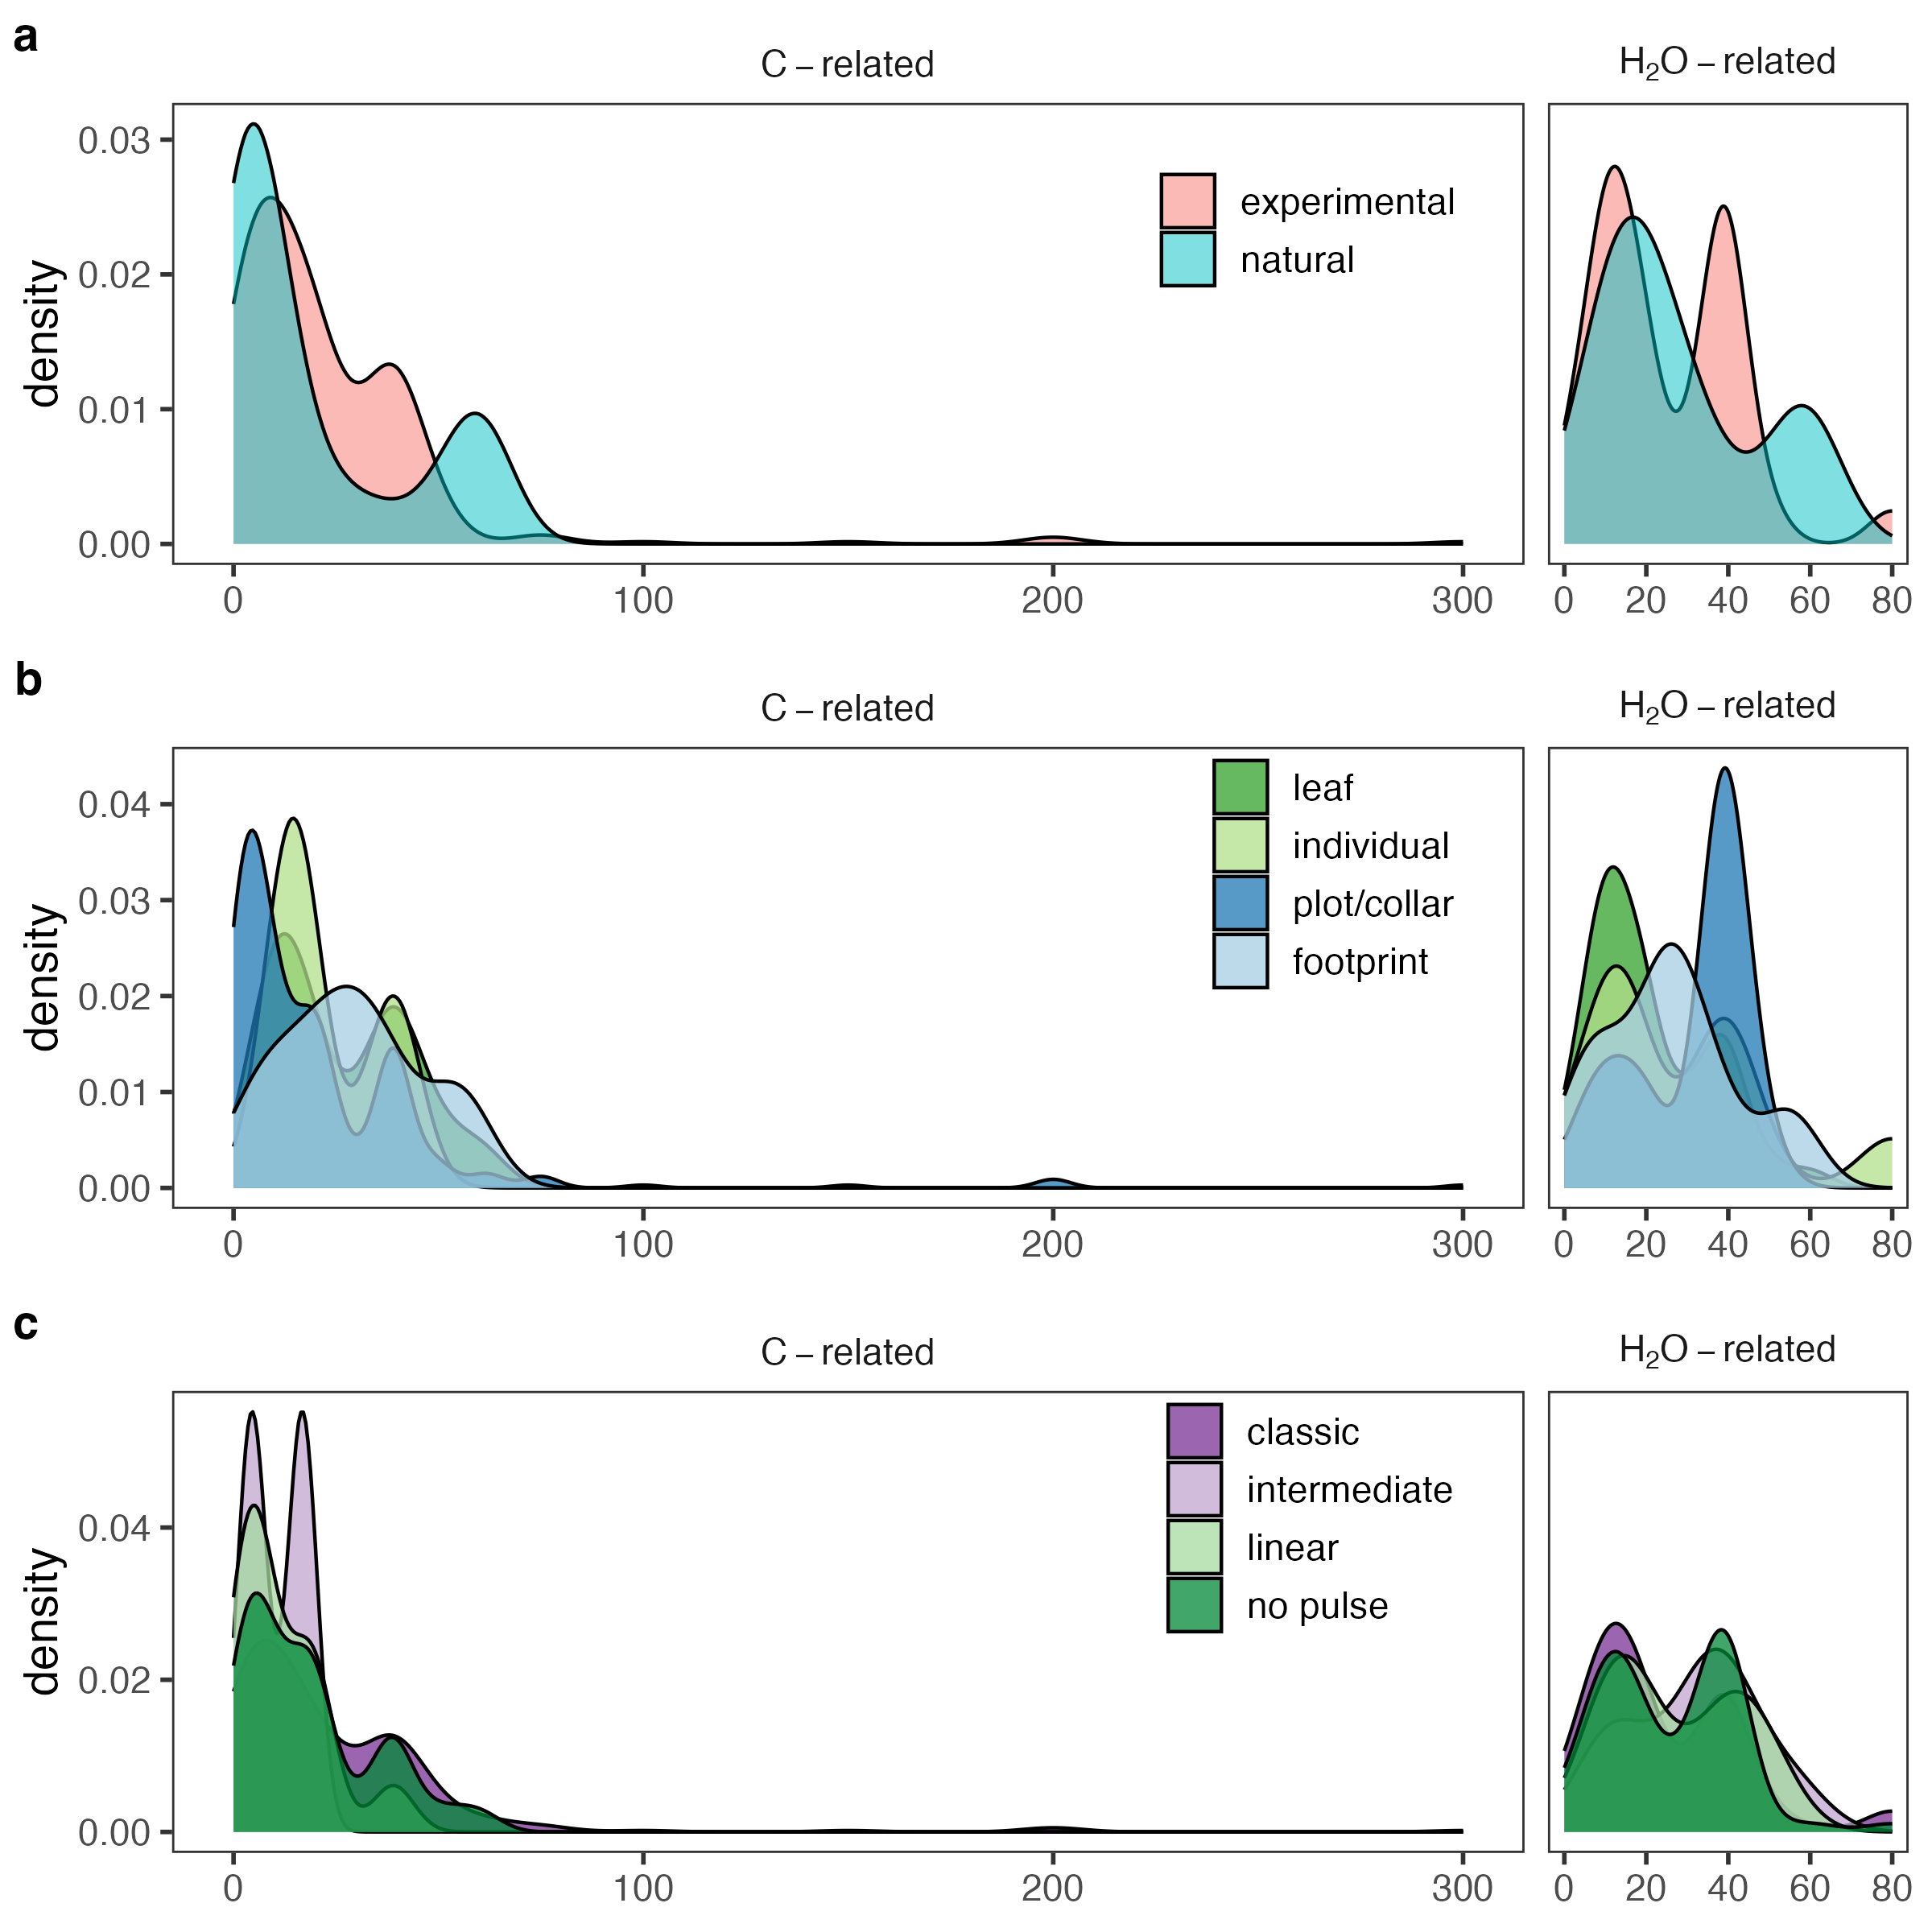 a
C – related
H₂O – related
density
0.03
0.02
0.01
0.00
experimental
natural
0 100 200 300
0 20 40 60 80
b
C – related
H₂O – related
density
0.04
0.03
0.02
0.01
0.00
leaf
individual
plot/collar
footprint
0 100 200 300
0 20 40 60 80
c
C – related
H₂O – related
density
0.04
0.02
0.00
classic
intermediate
linear
no pulse
0 100 200 300
0 20 40 60 80